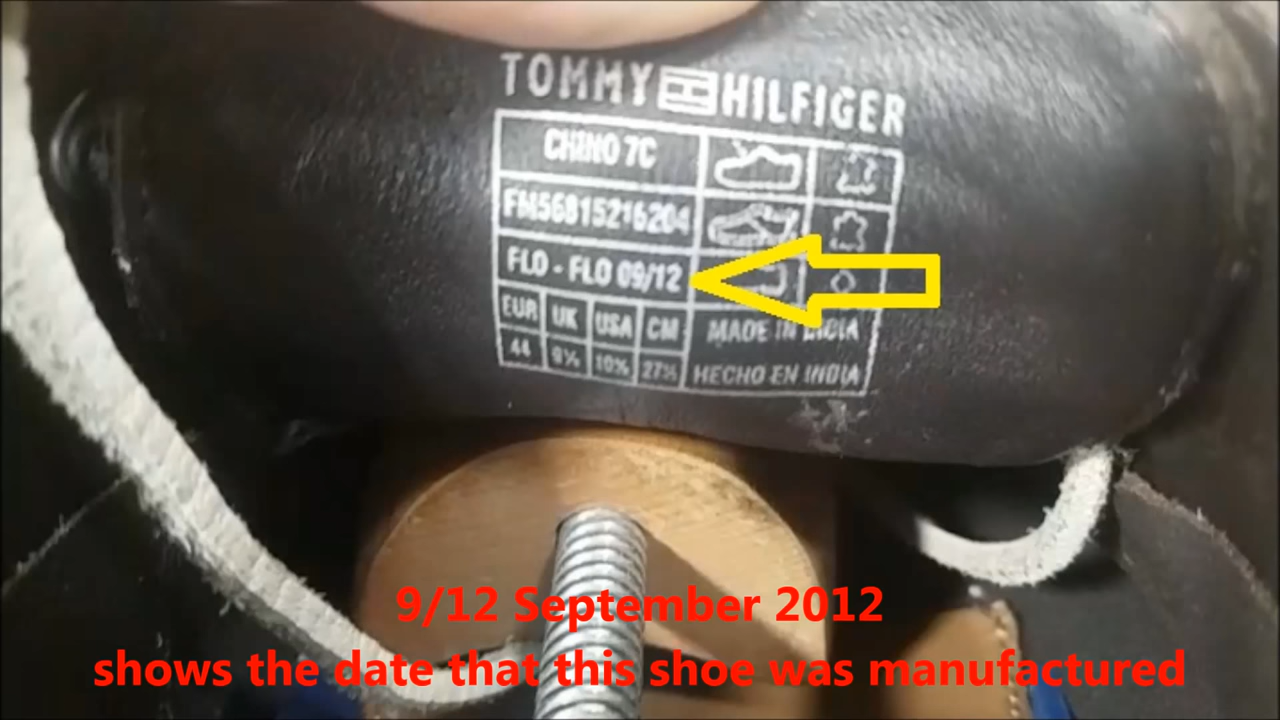 TOMMY HILFIGER
CHINO 7C
FM56815216204
FLO - FLO 09/12
EUR UK USA CM
44 9½ 10½ 27½
MADE IN INDIA
HECHO EN INDIA
9/12 September 2012
shows the date that this shoe was manufactured